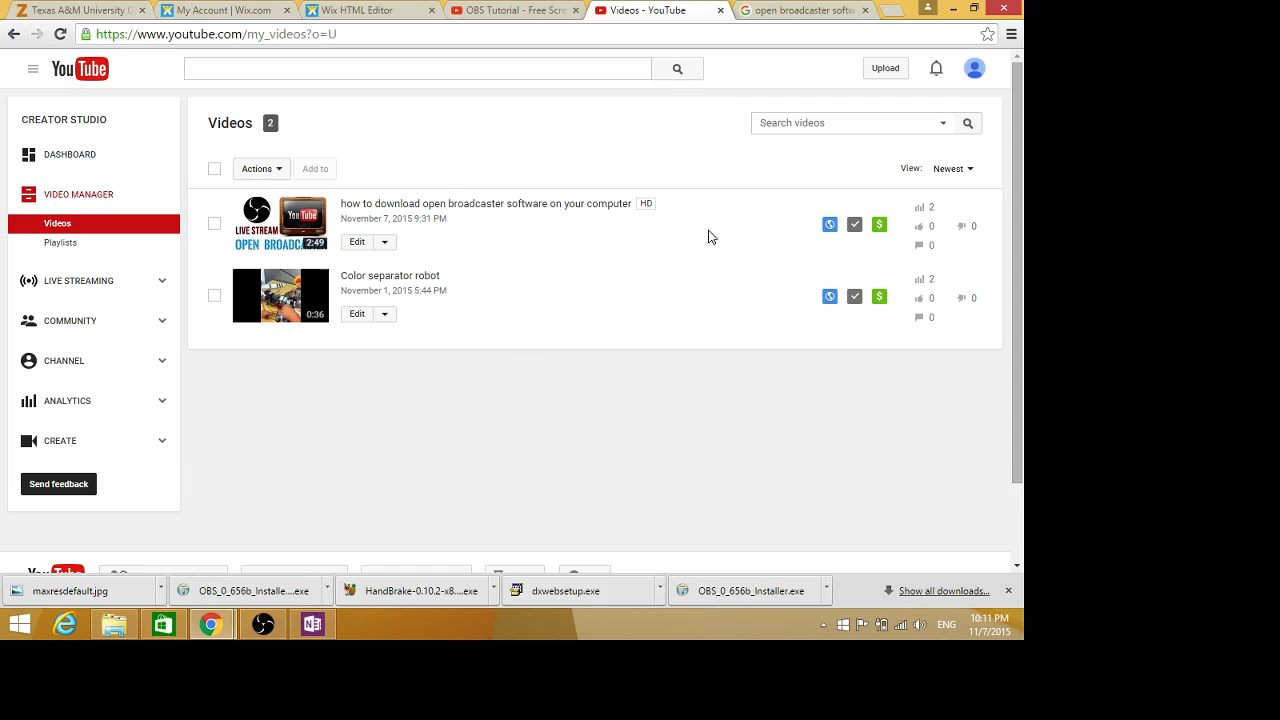 Texas A&M University C
My Account | Wix.com
Wix HTML Editor
OBS Tutorial - Free Scre
Videos - YouTube
open broadcaster softw
https://www.youtube.com/my_videos?o=U
YouTube
Upload
CREATOR STUDIO
DASHBOARD
VIDEO MANAGER
Videos
Playlists
LIVE STREAMING
COMMUNITY
CHANNEL
ANALYTICS
CREATE
Send feedback
Videos 2
Search videos
Actions
Add to
View: Newest
LIVE STREAM
YouTube
OPEN BROADC
2:49
how to download open broadcaster software on your computer HD
November 7, 2015 9:31 PM
Edit
2
0 0
0
0:36
Color separator robot
November 1, 2015 5:44 PM
Edit
2
0 0
0
maxresdefault.jpg
OBS_0_656b_Installe....exe
HandBrake-0.10.2-x8....exe
dxwebsetup.exe
OBS_0_656b_Installer.exe
Show all downloads...
ENG
10:11 PM
11/7/2015